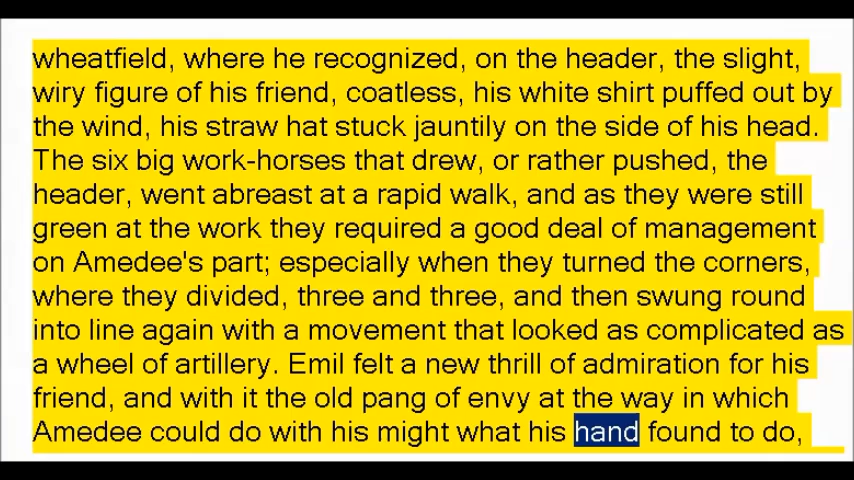 wheatfield, where he recognized, on the header, the slight,
wiry figure of his friend, coatless, his white shirt puffed out by
the wind, his straw hat stuck jauntily on the side of his head.
The six big work-horses that drew, or rather pushed, the
header, went abreast at a rapid walk, and as they were still
green at the work they required a good deal of management
on Amedee's part; especially when they turned the corners,
where they divided, three and three, and then swung round
into line again with a movement that looked as complicated as
a wheel of artillery. Emil felt a new thrill of admiration for his
friend, and with it the old pang of envy at the way in which
Amedee could do with his might what his hand found to do,